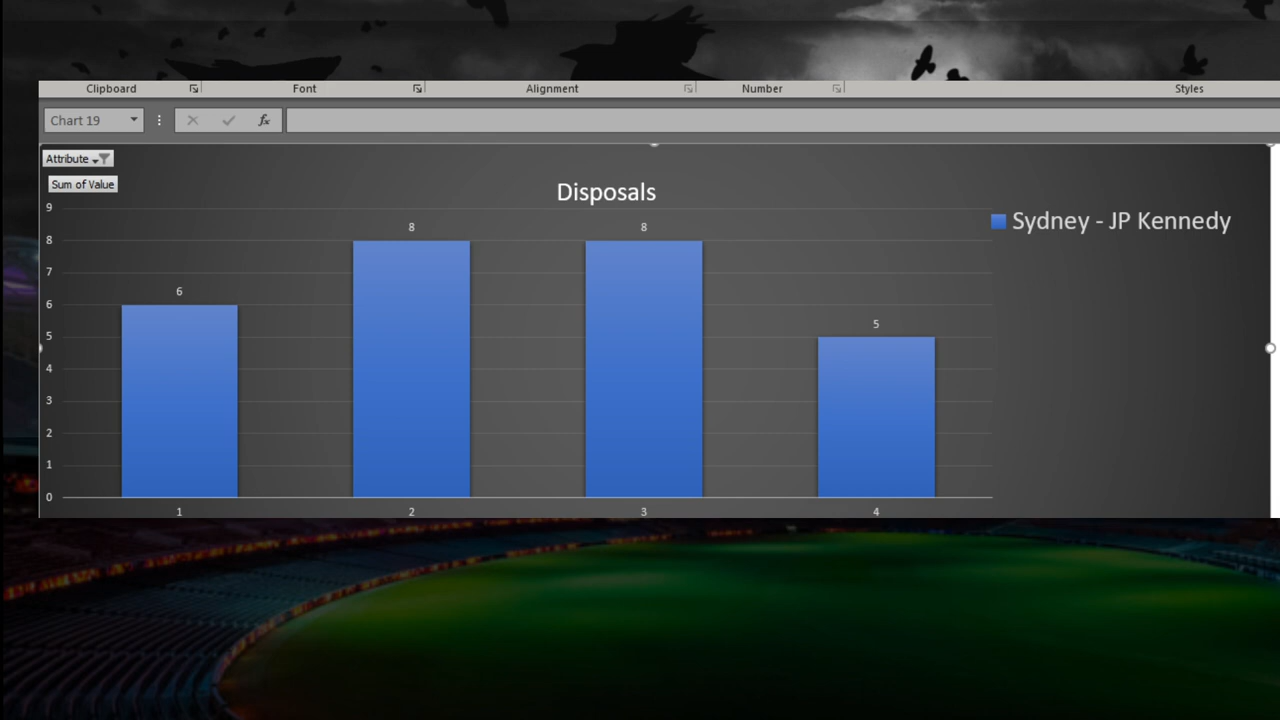 Clipboard Font Alignment Number Styles
Chart 19 fx
Attribute
Sum of Value
Disposals
Sydney - JP Kennedy
9
8
7
6
5
4
3
2
1
0
6 8 8 5
1 2 3 4